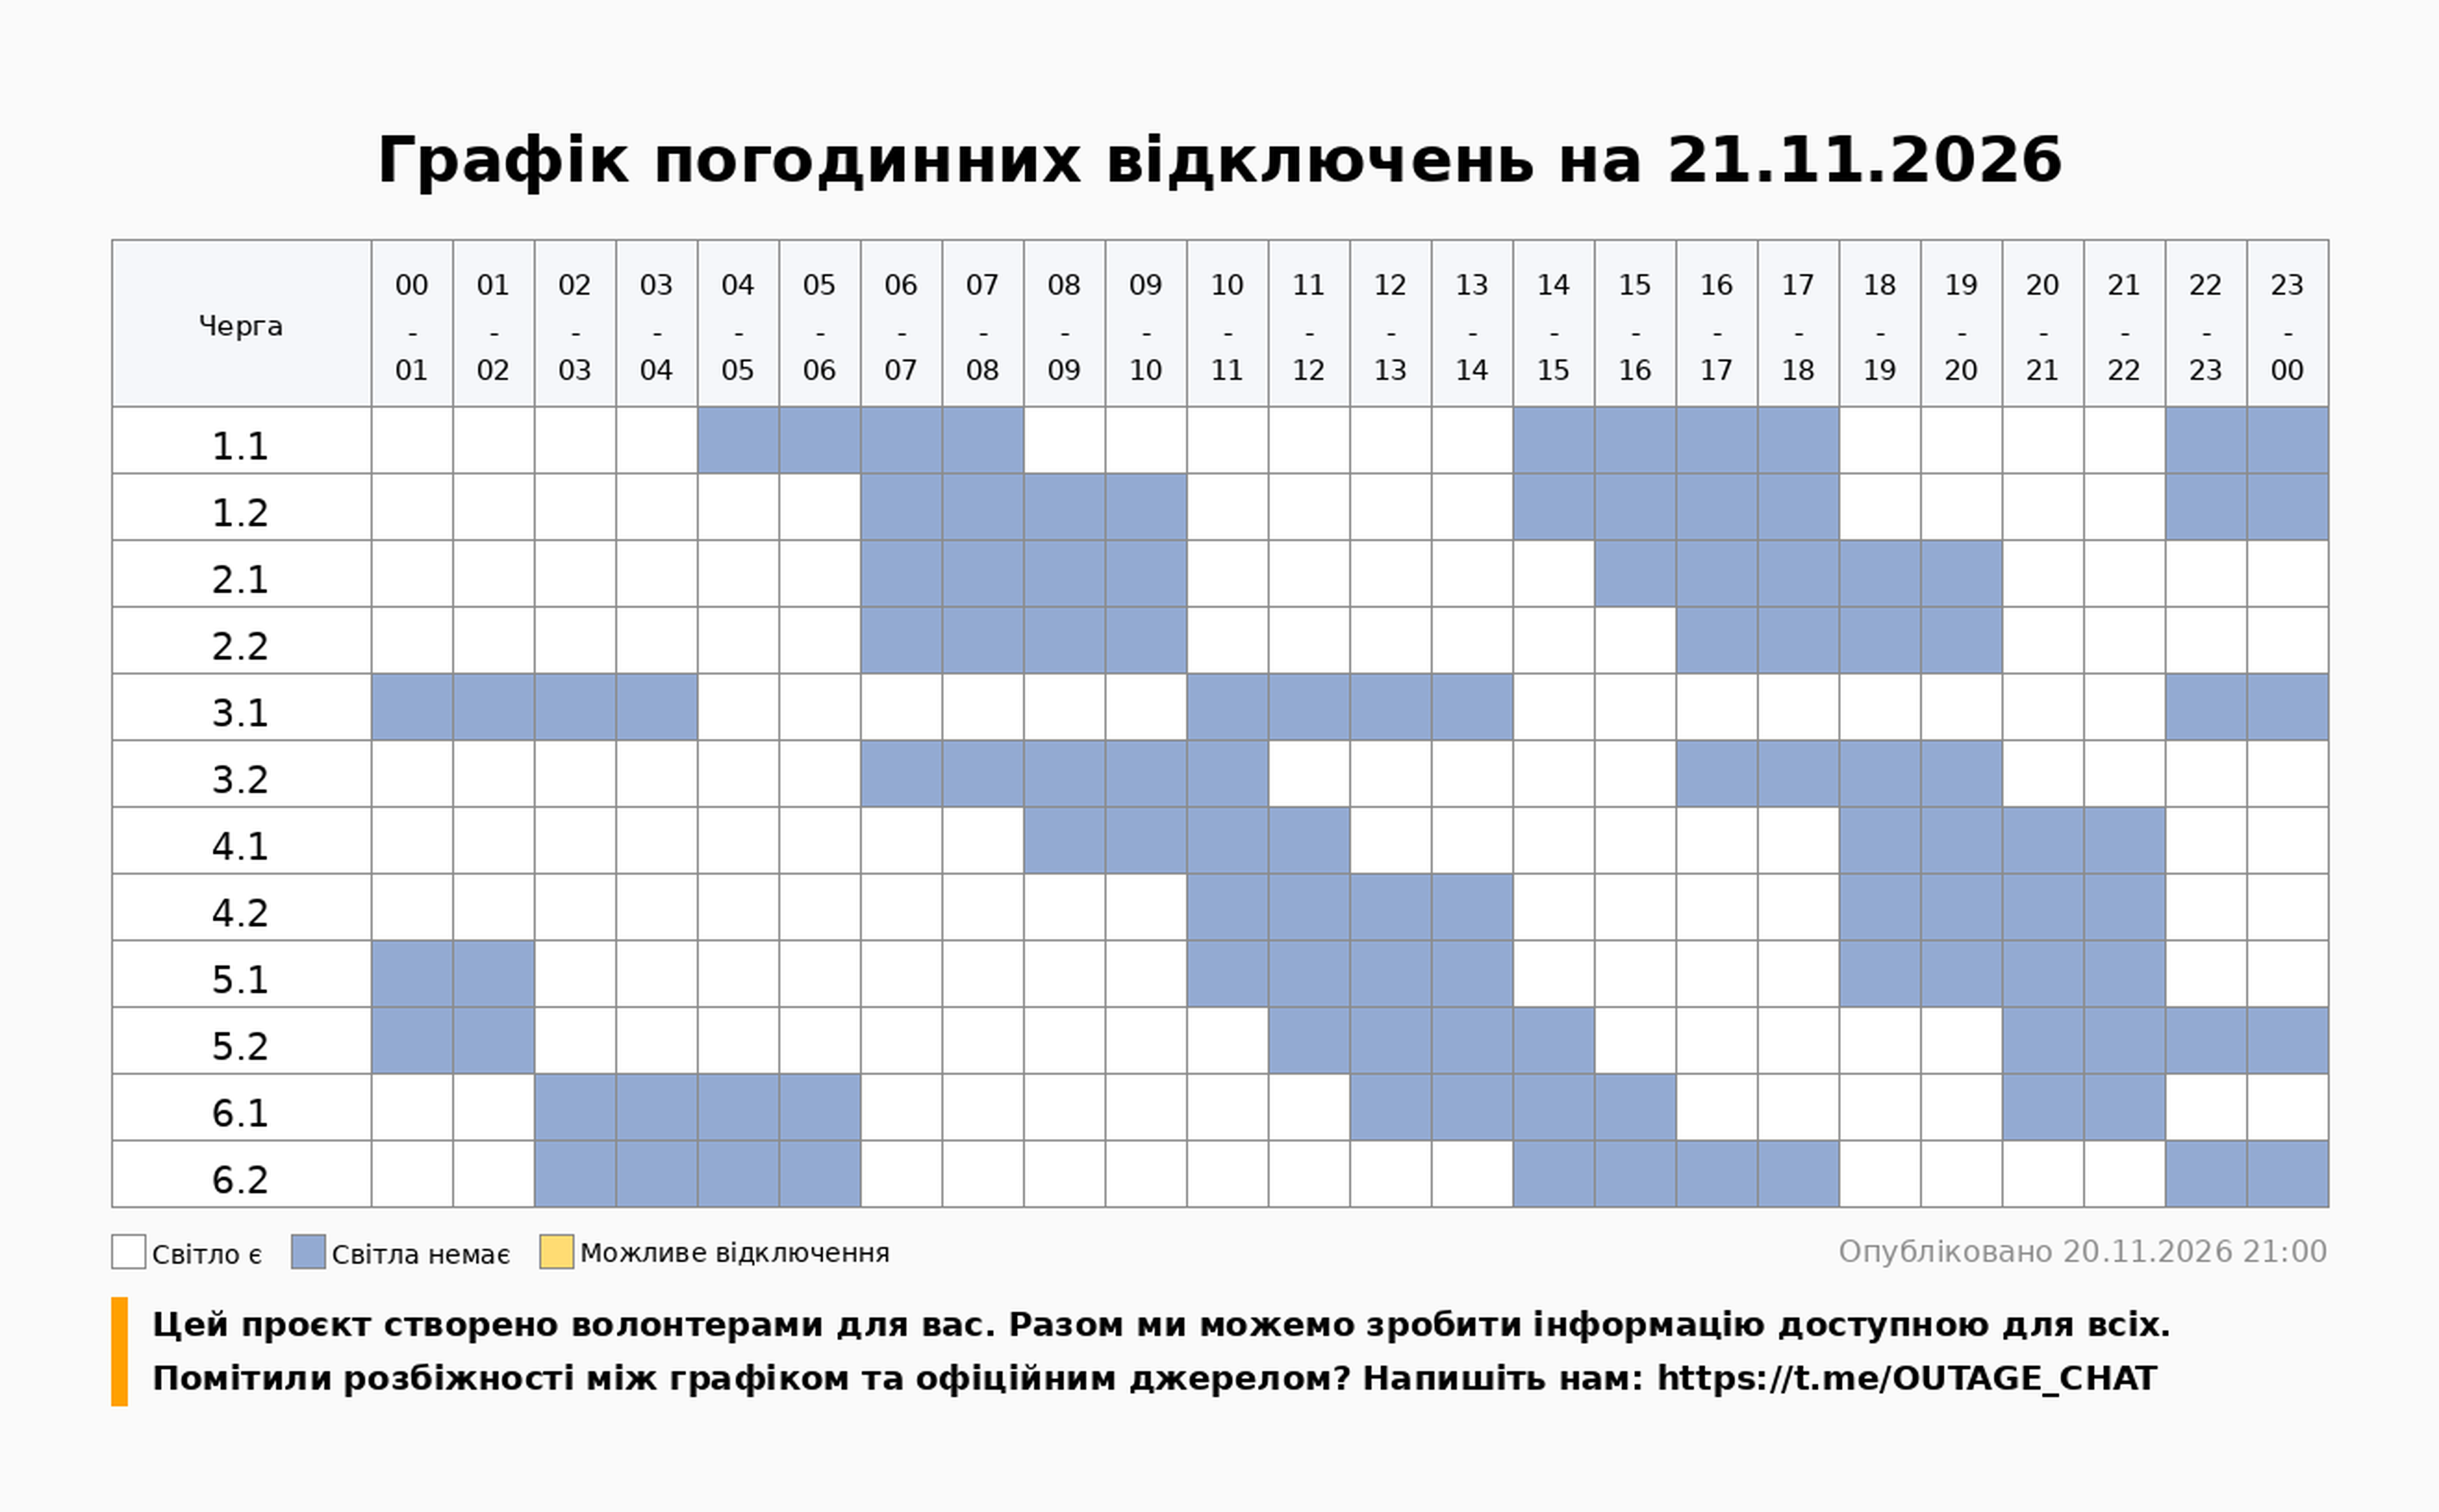 Графік погодинних відключень на 21.11.2026
Черга
00 - 01
01 - 02
02 - 03
03 - 04
04 - 05
05 - 06
06 - 07
07 - 08
08 - 09
09 - 10
10 - 11
11 - 12
12 - 13
13 - 14
14 - 15
15 - 16
16 - 17
17 - 18
18 - 19
19 - 20
20 - 21
21 - 22
22 - 23
23 - 00
1.1
1.2
2.1
2.2
3.1
3.2
4.1
4.2
5.1
5.2
6.1
6.2
Світло є
Світла немає
Можливе відключення
Опубліковано 20.11.2026 21:00
Цей проєкт створено волонтерами для вас. Разом ми можемо зробити інформацію доступною для всіх.
Помітили розбіжності між графіком та офіційним джерелом? Напишіть нам: https://t.me/OUTAGE_CHAT